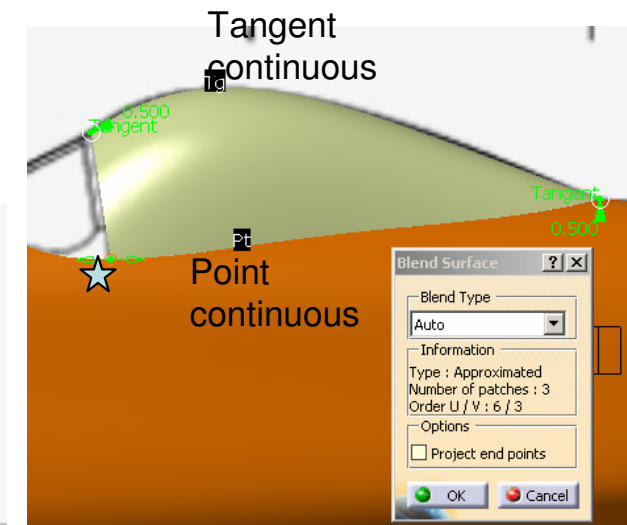 Tangent
continuous
Tg
0.500
Tangent
Tangent
0.500
Pt
Point
continuous
Blend Surface
Blend Type
Auto
Information
Type : Approximated
Number of patches : 3
Order U / V : 6 / 3
Options
Project end points
OK Cancel